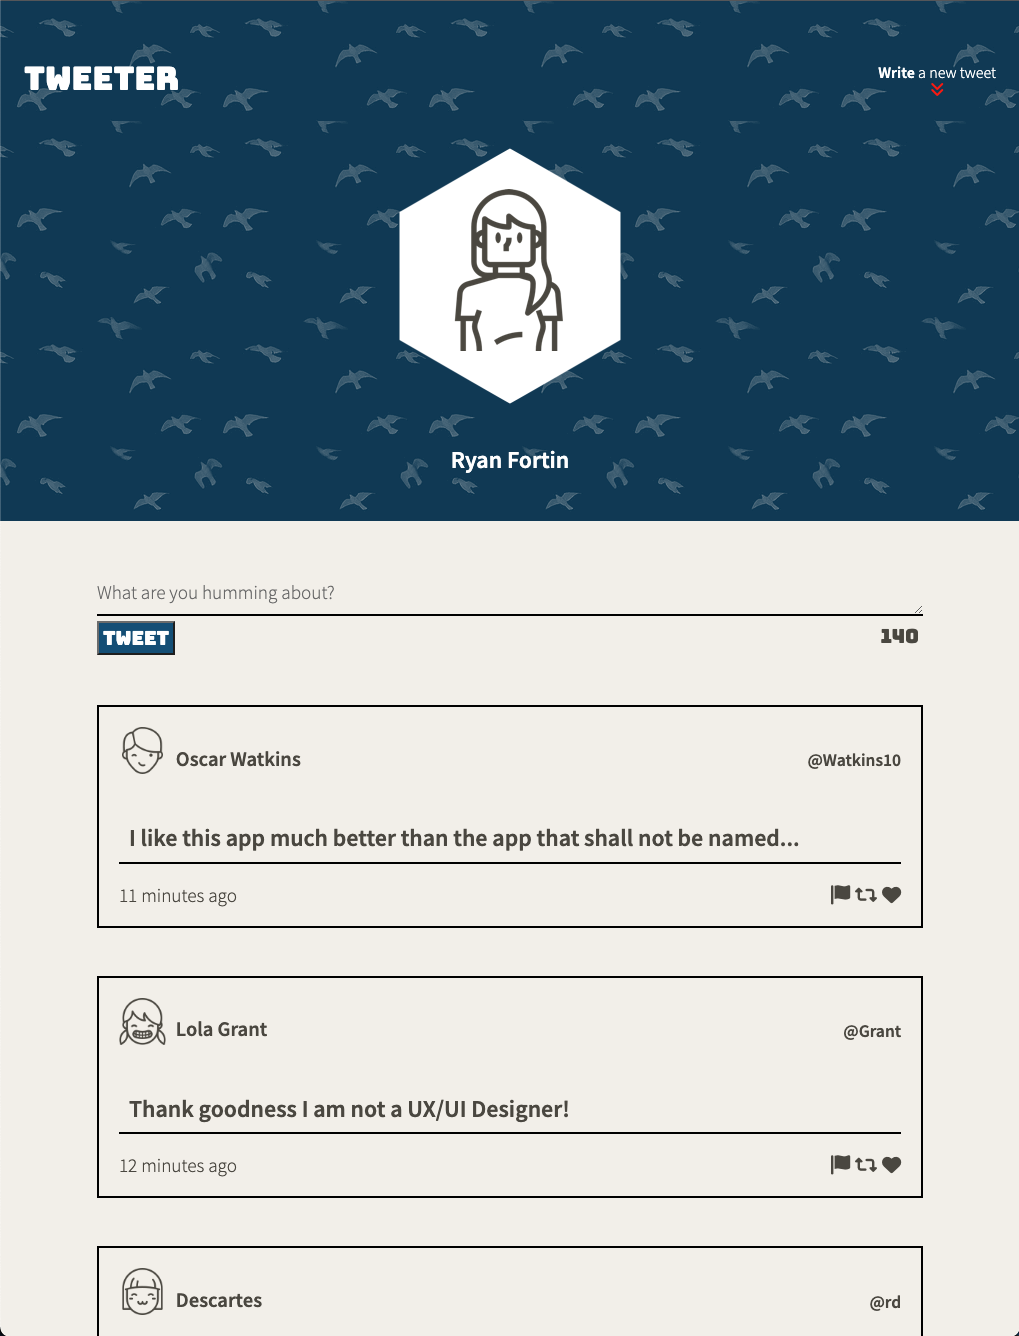 TWEETER
Write a new tweet
Ryan Fortin
What are you humming about?
TWEET
140
Oscar Watkins
@Watkins10
I like this app much better than the app that shall not be named...
11 minutes ago
Lola Grant
@Grant
Thank goodness I am not a UX/UI Designer!
12 minutes ago
Descartes
@rd